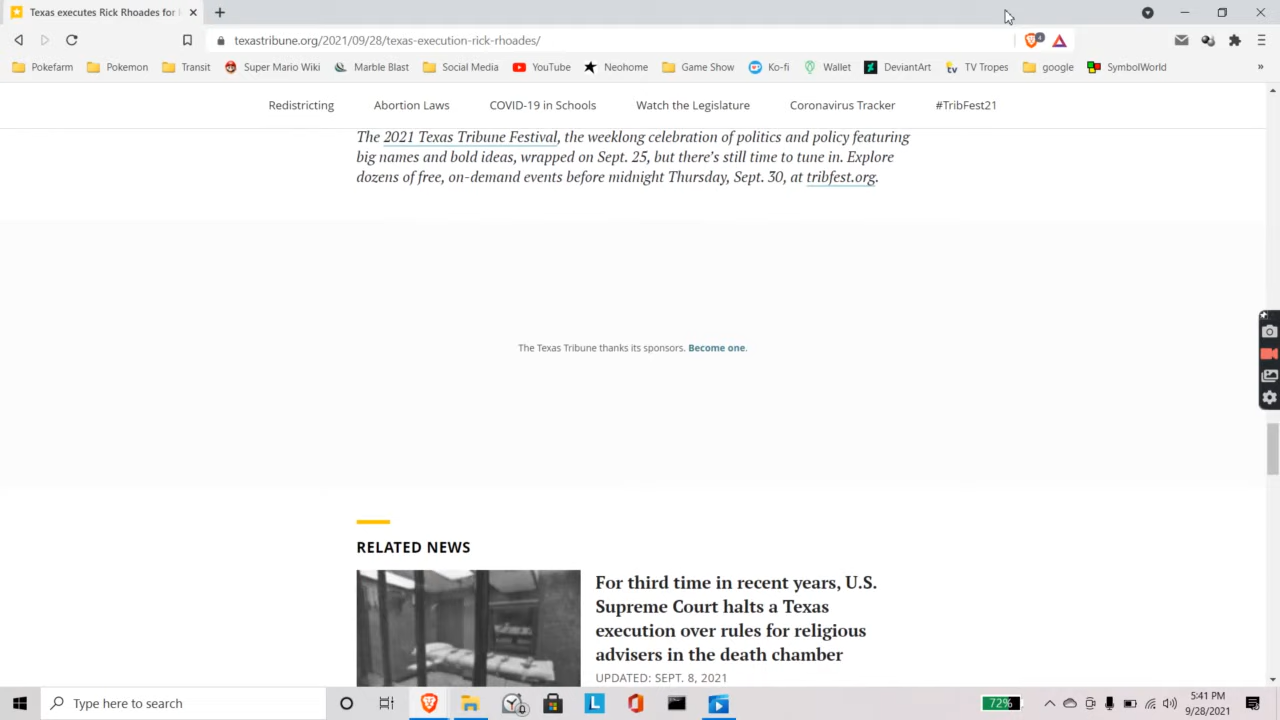 Texas executes Rick Rhoades for
texastribune.org/2021/09/28/texas-execution-rick-rhoades/
4
Pokefarm Pokemon Transit Super Mario Wiki Marble Blast Social Media YouTube Neohome Game Show Ko-fi Wallet DeviantArt TV Tropes google SymbolWorld »
Redistricting Abortion Laws COVID-19 in Schools Watch the Legislature Coronavirus Tracker #TribFest21
The 2021 Texas Tribune Festival, the weeklong celebration of politics and policy featuring
big names and bold ideas, wrapped on Sept. 25, but there's still time to tune in. Explore
dozens of free, on-demand events before midnight Thursday, Sept. 30, at tribfest.org.
The Texas Tribune thanks its sponsors. Become one.
RELATED NEWS
For third time in recent years, U.S.
Supreme Court halts a Texas
execution over rules for religious
advisers in the death chamber
UPDATED: SEPT. 8, 2021
Type here to search
L
72%
5:41 PM
9/28/2021